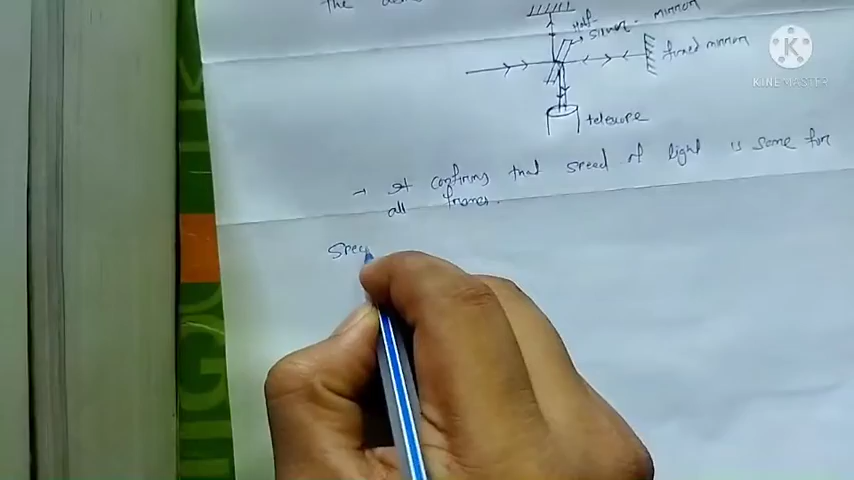 the
Half
silver - mirror
fixed mirror
telescope
→ It confirms that speed of light is same for
all frames.
Spee
KINEMASTER